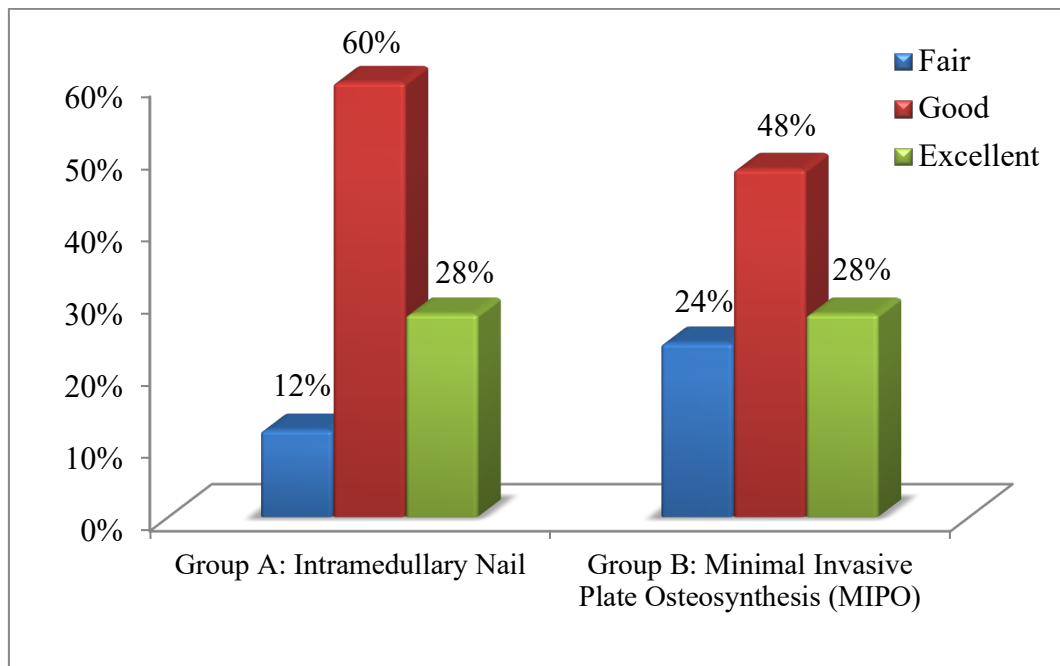 60%
Fair
Good
Excellent
60%
48%
50%
40%
28%
28%
30%
24%
20%
12%
10%
0%
Group A: Intramedullary Nail
Group B: Minimal Invasive
Plate Osteosynthesis (MIPO)